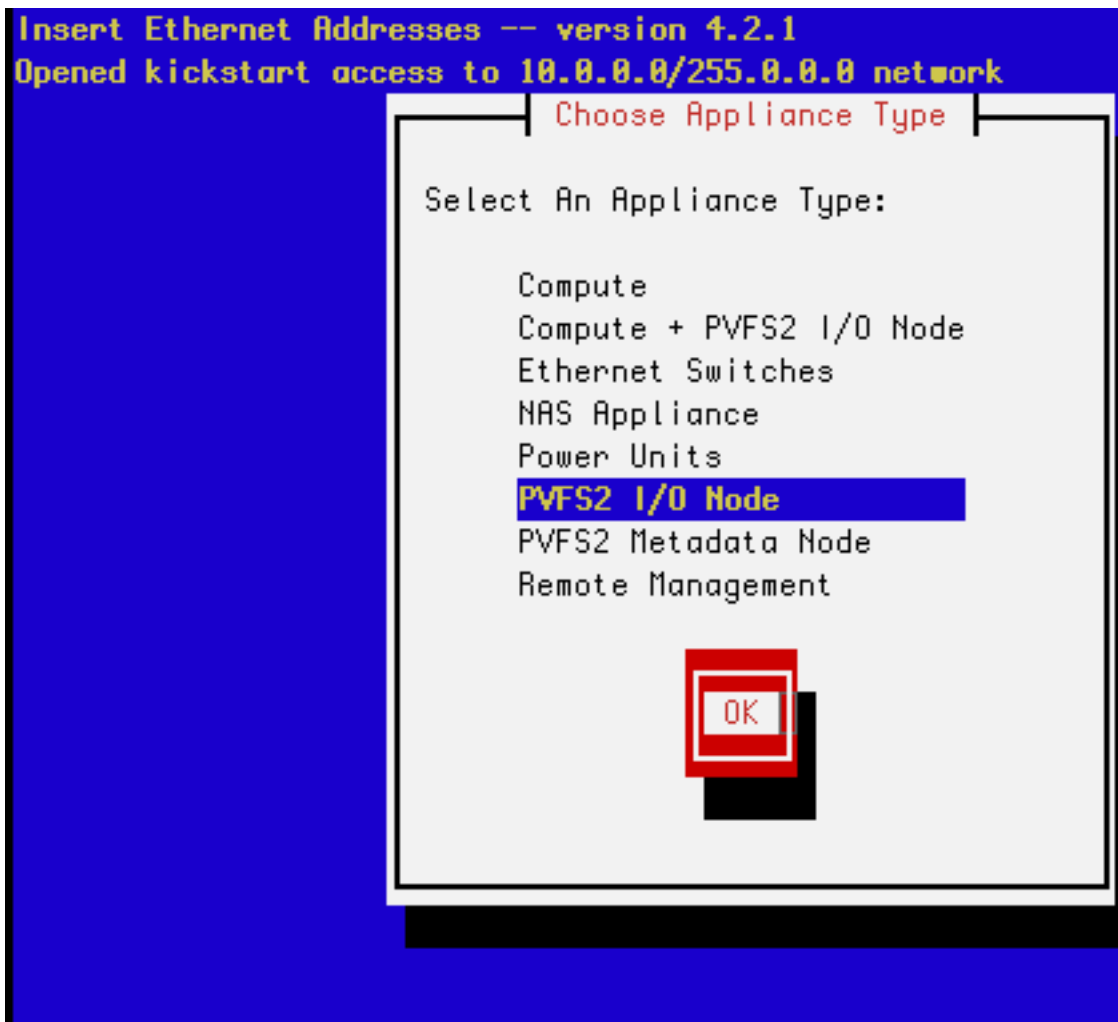 Insert Ethernet Addresses -- version 4.2.1
Opened kickstart access to 10.0.0.0/255.0.0.0 network
Choose Appliance Type
Select An Appliance Type:
Compute
Compute + PVFS2 I/O Node
Ethernet Switches
NAS Appliance
Power Units
PVFS2 I/O Node
PVFS2 Metadata Node
Remote Management
OK